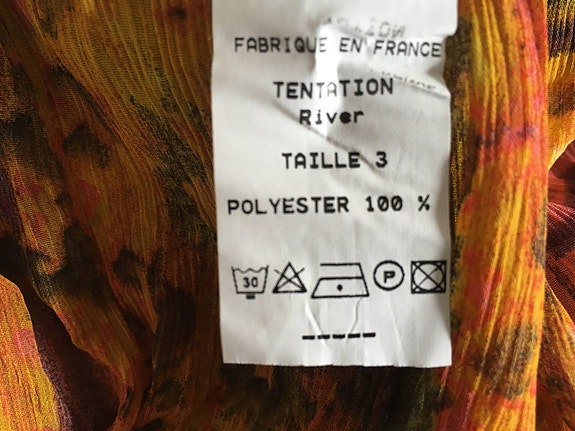 FABRIQUE EN FRANCE
TENTATION
River
TAILLE 3
POLYESTER 100 %
30 P
-----